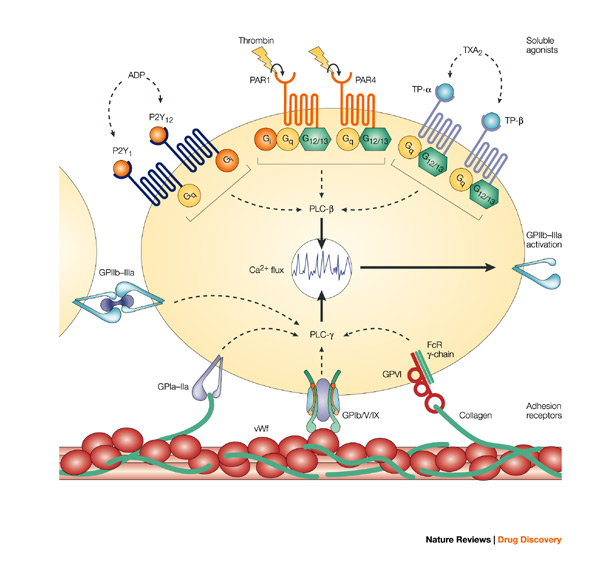 Soluble
agonists
Thrombin
TXA2
ADP
PAR1
PAR4
TP-α
P2Y12
TP-β
P2Y1
Gi Gq G12/13
Gq G12/13
Gq G12/13
Gq G12/13
Gi
Gq
PLC-β
GPIIb–IIIa
activation
Ca2+ flux
GPIIb–IIIa
PLC-γ
FcR
γ-chain
GPVI
GPIa–IIa
GPIb/V/IX
Collagen
Adhesion
receptors
vWf
Nature Reviews | Drug Discovery